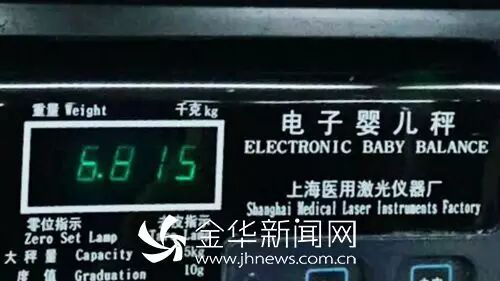 重量 Weight 千克 kg
6.815
电子婴儿秤
ELECTRONIC BABY BALANCE
上海医用激光仪器厂
Shanghai Medical Laser Instruments Factory
零位指示
Zero Set Lamp
大秤量 Capacity 5kg
度值 Graduation 10g
金华新闻网
www.jhnews.com.cn